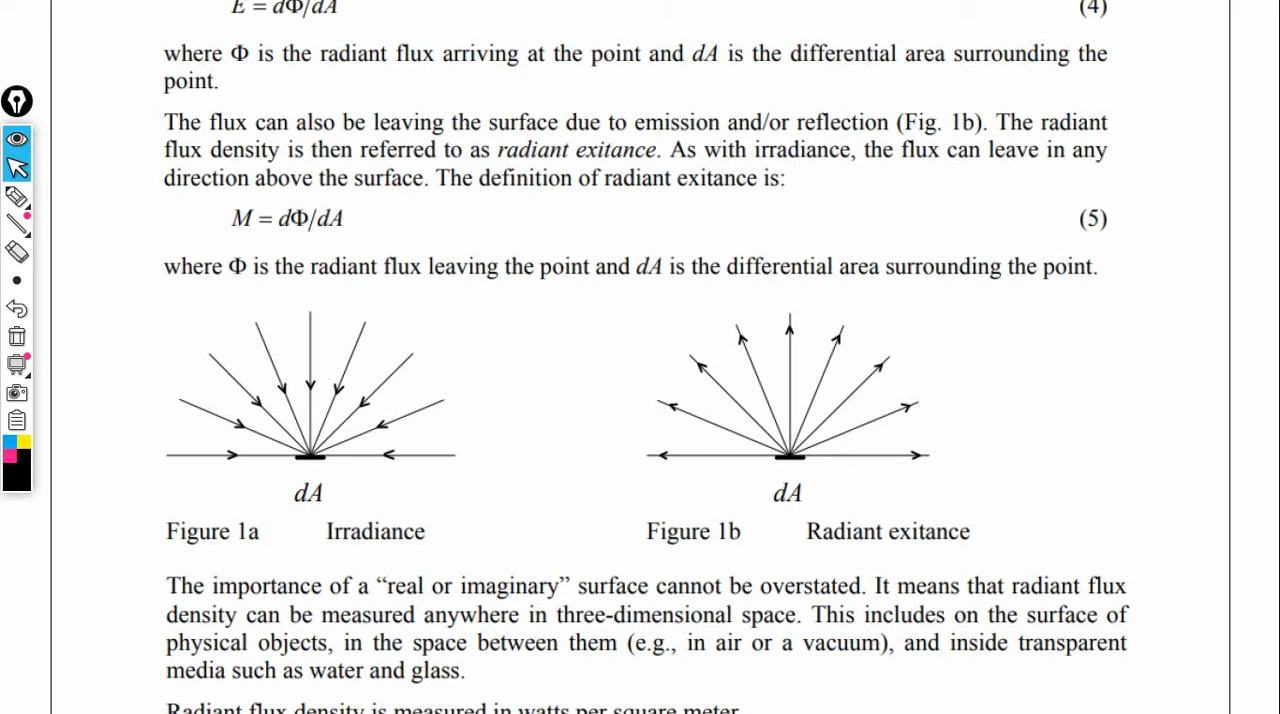 E = dΦ/dA (4)
where Φ is the radiant flux arriving at the point and dA is the differential area surrounding the
point.
The flux can also be leaving the surface due to emission and/or reflection (Fig. 1b). The radiant
flux density is then referred to as radiant exitance. As with irradiance, the flux can leave in any
direction above the surface. The definition of radiant exitance is:
M = dΦ/dA (5)
where Φ is the radiant flux leaving the point and dA is the differential area surrounding the point.
dA
Figure 1a Irradiance
dA
Figure 1b Radiant exitance
The importance of a “real or imaginary” surface cannot be overstated. It means that radiant flux
density can be measured anywhere in three-dimensional space. This includes on the surface of
physical objects, in the space between them (e.g., in air or a vacuum), and inside transparent
media such as water and glass.
Radiant flux density is measured in watts per square meter.